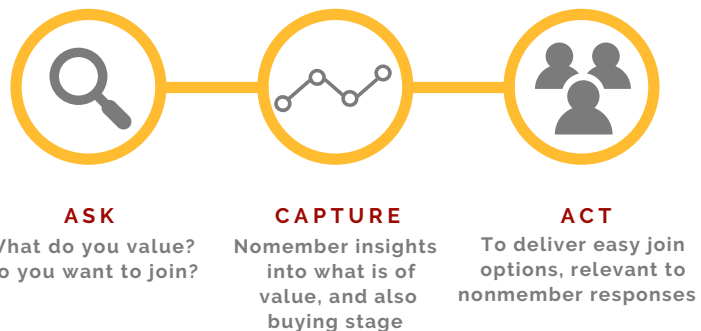 ASK
What do you value?
o you want to join?
CAPTURE
Nomember insights
into what is of
value, and also
buying stage
ACT
To deliver easy join
options, relevant to
nonmember responses